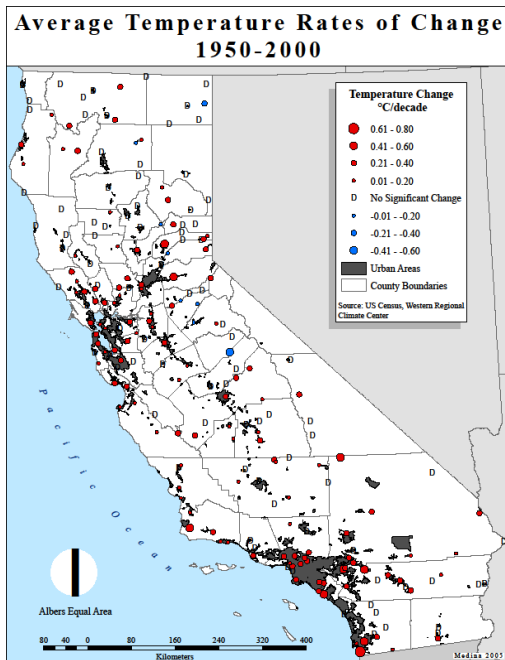 Average Temperature Rates of Change
1950-2000
Temperature Change
°C/decade
0.61 - 0.80
0.41 - 0.60
0.21 - 0.40
0.01 - 0.20
D No Significant Change
-0.01 - -0.20
-0.21 - -0.40
-0.41 - -0.60
Urban Areas
County Boundaries
Source: US Census, Western Regional
Climate Center
Pacific Ocean
Albers Equal Area
80 40 0 80 160 240 320 400
Kilometers
Medina 2005